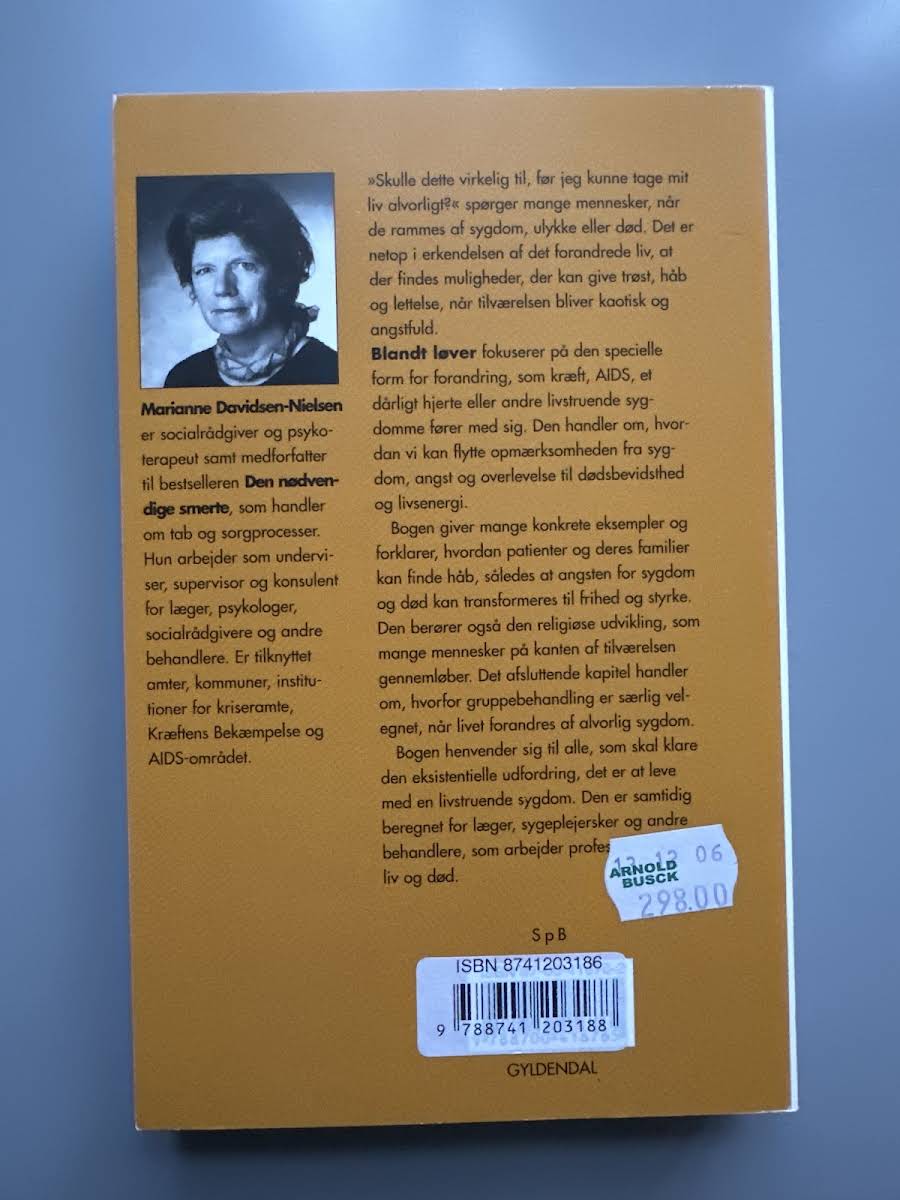 Marianne Davidsen-Nielsen
er socialrådgiver og psyko-
terapeut samt medforfatter
til bestselleren Den nødven-
dige smerte, som handler
om tab og sorgprocesser.
Hun arbejder som undervi-
ser, supervisor og konsulent
for læger, psykologer,
socialrådgivere og andre
behandlere. Er tilknyttet
amter, kommuner, institu-
tioner for kriseramte,
Kræftens Bekæmpelse og
AIDS-området.
»Skulle dette virkelig til, før jeg kunne tage mit
liv alvorligt?« spørger mange mennesker, når
de rammes af sygdom, ulykke eller død. Det er
netop i erkendelsen af det forandrede liv, at
der findes muligheder, der kan give trøst, håb
og lettelse, når tilværelsen bliver kaotisk og
angstfuld.
Blandt løver fokuserer på den specielle
form for forandring, som kræft, AIDS, et
dårligt hjerte eller andre livstruende syg-
domme fører med sig. Den handler om, hvor-
dan vi kan flytte opmærksomheden fra syg-
dom, angst og overlevelse til dødsbevidsthed
og livsenergi.
Bogen giver mange konkrete eksempler og
forklarer, hvordan patienter og deres familier
kan finde håb, således at angsten for sygdom
og død kan transformeres til frihed og styrke.
Den berører også den religiøse udvikling, som
mange mennesker på kanten af tilværelsen
gennemløber. Det afsluttende kapitel handler
om, hvorfor gruppebehandling er særlig vel-
egnet, når livet forandres af alvorlig sygdom.
Bogen henvender sig til alle, som skal klare
den eksistentielle udfordring, det er at leve
med en livstruende sygdom. Den er samtidig
beregnet for læger, sygeplejersker og andre
behandlere, som arbejder profes
liv og død.
06
ARNOLD
BUSCK
298.00
SpB
ISBN 8741203186
9 788741 203188
GYLDENDAL